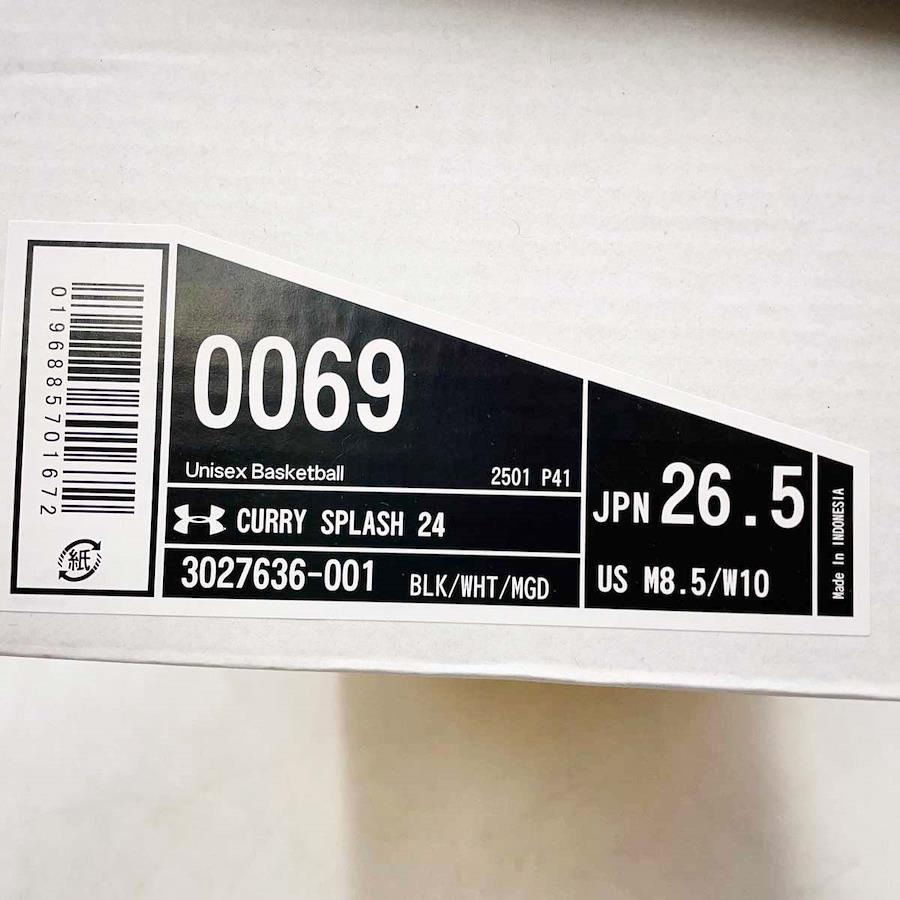 0196885701672
紙
0069
Unisex Basketball
2501 P41
CURRY SPLASH 24
3027636-001
BLK/WHT/MGD
JPN 26.5
US M8.5/W10
Made In INDONESIA